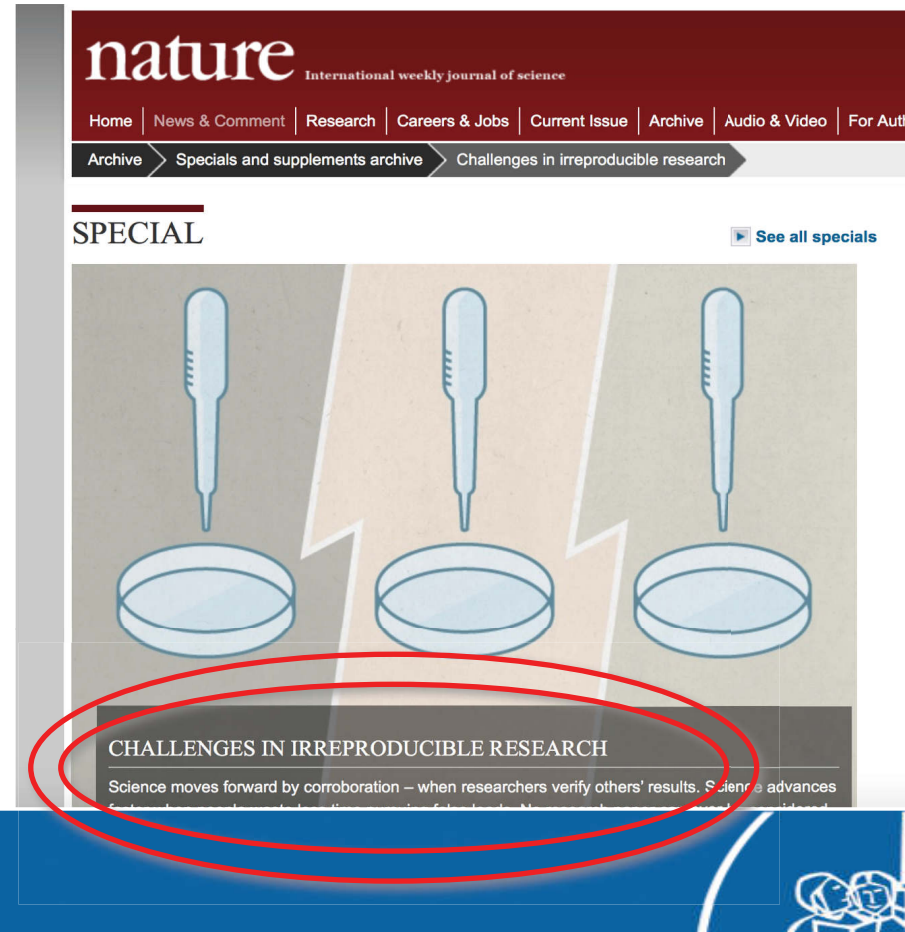 nature International weekly journal of science
Home News & Comment Research Careers & Jobs Current Issue Archive Audio & Video For Auth
Archive Specials and supplements archive Challenges in irreproducible research
SPECIAL
See all specials
CHALLENGES IN IRREPRODUCIBLE RESEARCH
Science moves forward by corroboration – when researchers verify others' results. Science advances